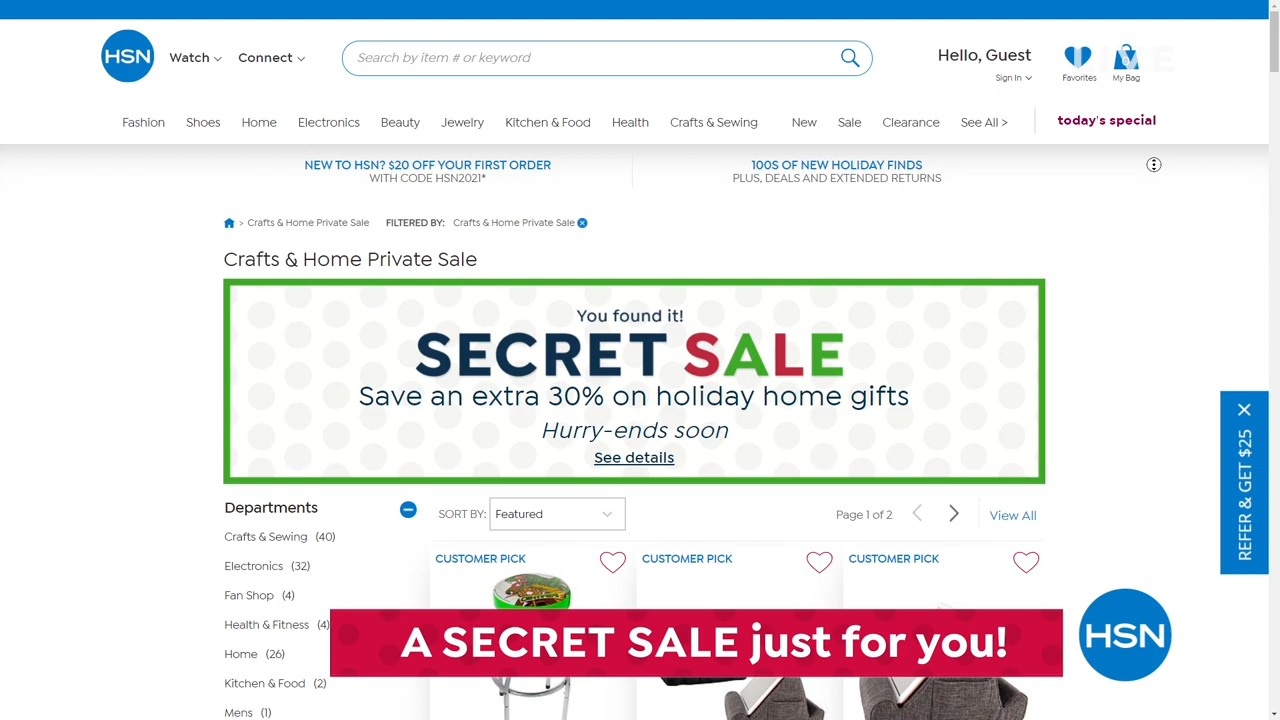 HSN
Watch
Connect
Search by item # or keyword
Hello, Guest
Sign In
Favorites
0
My Bag
Fashion
Shoes
Home
Electronics
Beauty
Jewelry
Kitchen & Food
Health
Crafts & Sewing
New
Sale
Clearance
See All >
today's special
NEW TO HSN? $20 OFF YOUR FIRST ORDER
WITH CODE HSN2021*
100S OF NEW HOLIDAY FINDS
PLUS, DEALS AND EXTENDED RETURNS
> Crafts & Home Private Sale
FILTERED BY: Crafts & Home Private Sale
Crafts & Home Private Sale
You found it!
SECRET SALE
Save an extra 30% on holiday home gifts
Hurry-ends soon
See details
REFER & GET $25
Departments
Crafts & Sewing (40)
Electronics (32)
Fan Shop (4)
Health & Fitness (4)
Home (26)
Kitchen & Food (2)
Mens (1)
SORT BY: Featured
Page 1 of 2
View All
CUSTOMER PICK
CUSTOMER PICK
CUSTOMER PICK
A SECRET SALE just for you!
HSN